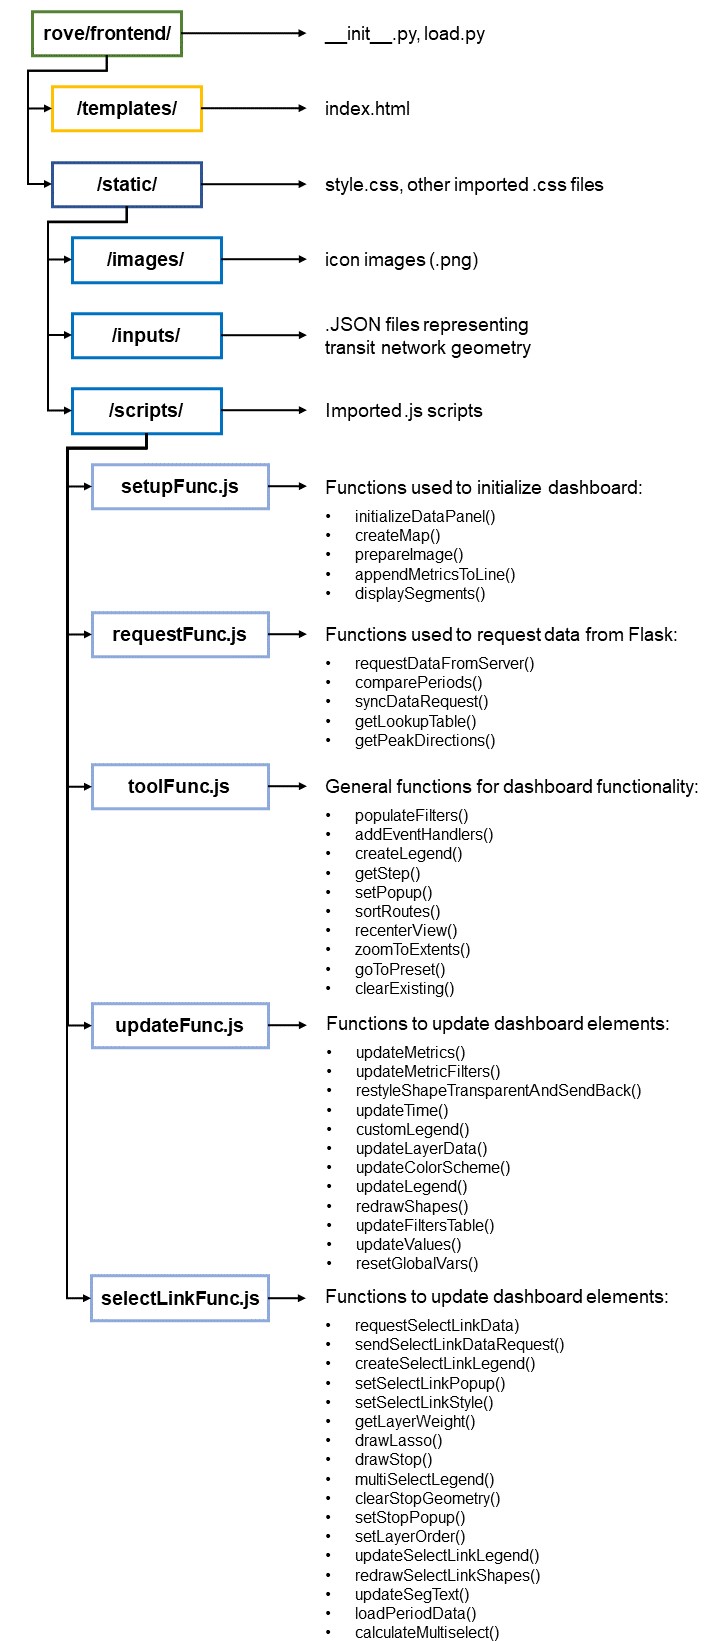 rove/frontend/
__init__.py, load.py
/templates/
index.html
/static/
style.css, other imported .css files
/images/
icon images (.png)
/inputs/
.JSON files representing
transit network geometry
/scripts/
Imported .js scripts
setupFunc.js
Functions used to initialize dashboard:
• initializeDataPanel()
• createMap()
• prepareImage()
• appendMetricsToLine()
• displaySegments()
requestFunc.js
Functions used to request data from Flask:
• requestDataFromServer()
• comparePeriods()
• syncDataRequest()
• getLookupTable()
• getPeakDirections()
toolFunc.js
General functions for dashboard functionality:
• populateFilters()
• addEventHandlers()
• createLegend()
• getStep()
• setPopup()
• sortRoutes()
• recenterView()
• zoomToExtents()
• goToPreset()
• clearExisting()
updateFunc.js
Functions to update dashboard elements:
• updateMetrics()
• updateMetricFilters()
• restyleShapeTransparentAndSendBack()
• updateTime()
• customLegend()
• updateLayerData()
• updateColorScheme()
• updateLegend()
• redrawShapes()
• updateFiltersTable()
• updateValues()
• resetGlobalVars()
selectLinkFunc.js
Functions to update dashboard elements:
• requestSelectLinkData)
• sendSelectLinkDataRequest()
• createSelectLinkLegend()
• setSelectLinkPopup()
• setSelectLinkStyle()
• getLayerWeight()
• drawLasso()
• drawStop()
• multiSelectLegend()
• clearStopGeometry()
• setStopPopup()
• setLayerOrder()
• updateSelectLinkLegend()
• redrawSelectLinkShapes()
• updateSegText()
• loadPeriodData()
• calculateMultiselect()